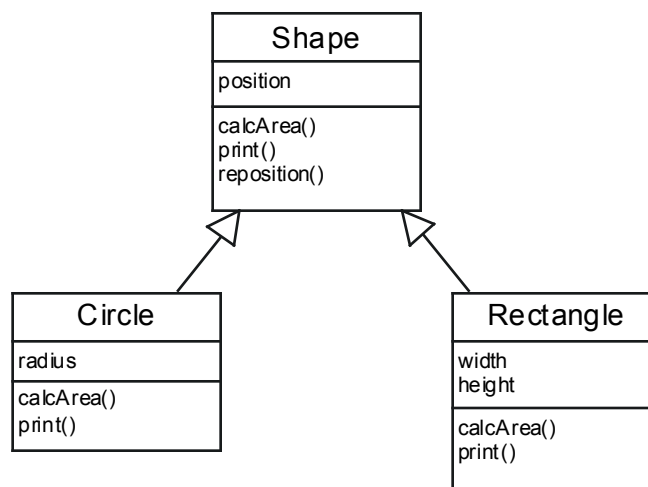 Shape
position
calcArea()
print()
reposition()
Circle
radius
calcArea()
print()
Rectangle
width
height
calcArea()
print()